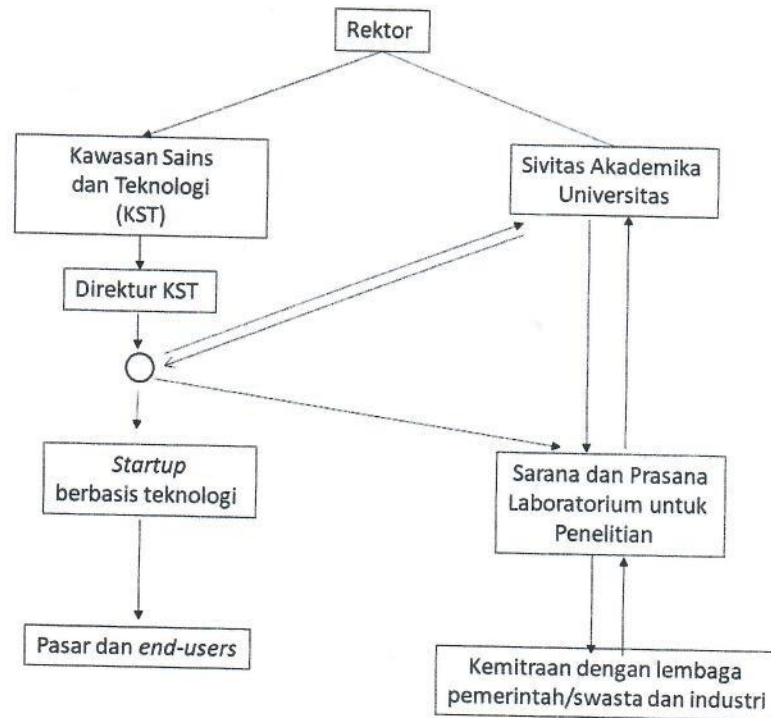 Rektor
Kawasan Sains
dan Teknologi
(KST)
Sivitas Akademika
Universitas
Direktur KST
Startup
berbasis teknologi
Sarana dan Prasana
Laboratorium untuk
Penelitian
Pasar dan end-users
Kemitraan dengan lembaga
pemerintah/swasta dan industri